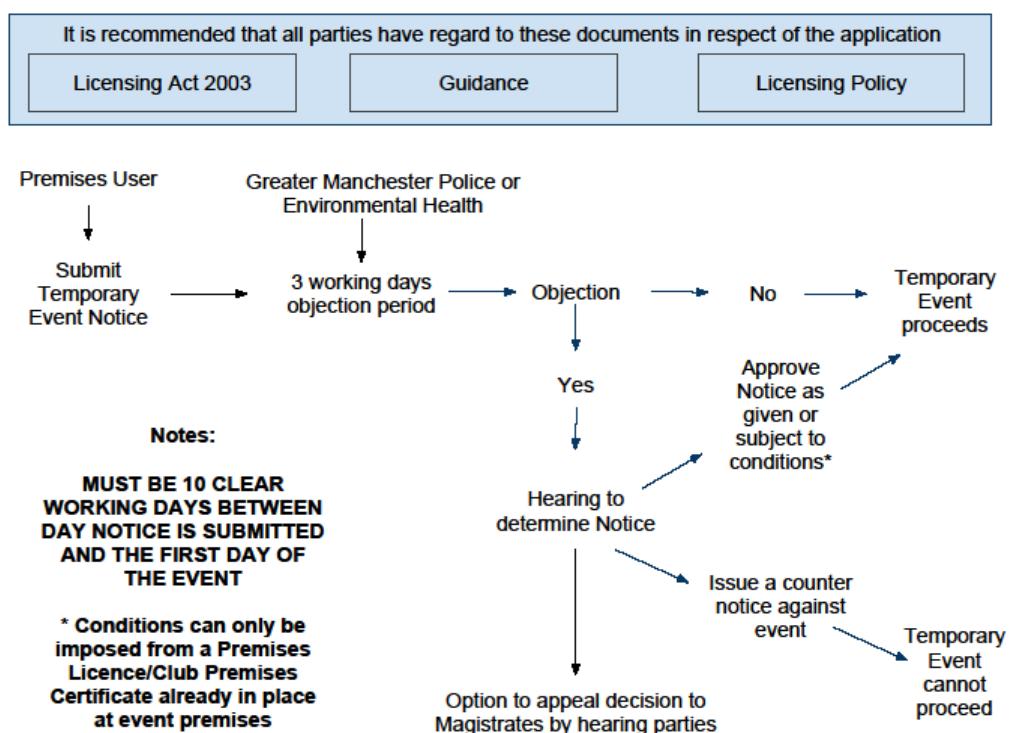 It is recommended that all parties have regard to these documents in respect of the application
Licensing Act 2003
Guidance
Licensing Policy
Premises User
Greater Manchester Police or
Environmental Health
Submit
Temporary
Event Notice
3 working days
objection period
Objection
No
Temporary
Event
proceeds
Yes
Approve
Notice as
given or
subject to
conditions*
Hearing to
determine Notice
Issue a counter
notice against
event
Temporary
Event
cannot
proceed
Option to appeal decision to
Magistrates by hearing parties
Notes:
MUST BE 10 CLEAR
WORKING DAYS BETWEEN
DAY NOTICE IS SUBMITTED
AND THE FIRST DAY OF
THE EVENT
* Conditions can only be
imposed from a Premises
Licence/Club Premises
Certificate already in place
at event premises